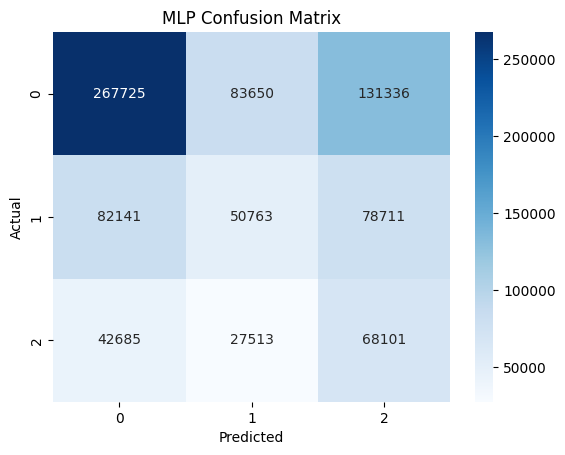 MLP Confusion Matrix
0 267725 83650 131336
1 82141 50763 78711
2 42685 27513 68101
0 1 2
Actual
Predicted
250000
200000
150000
100000
50000